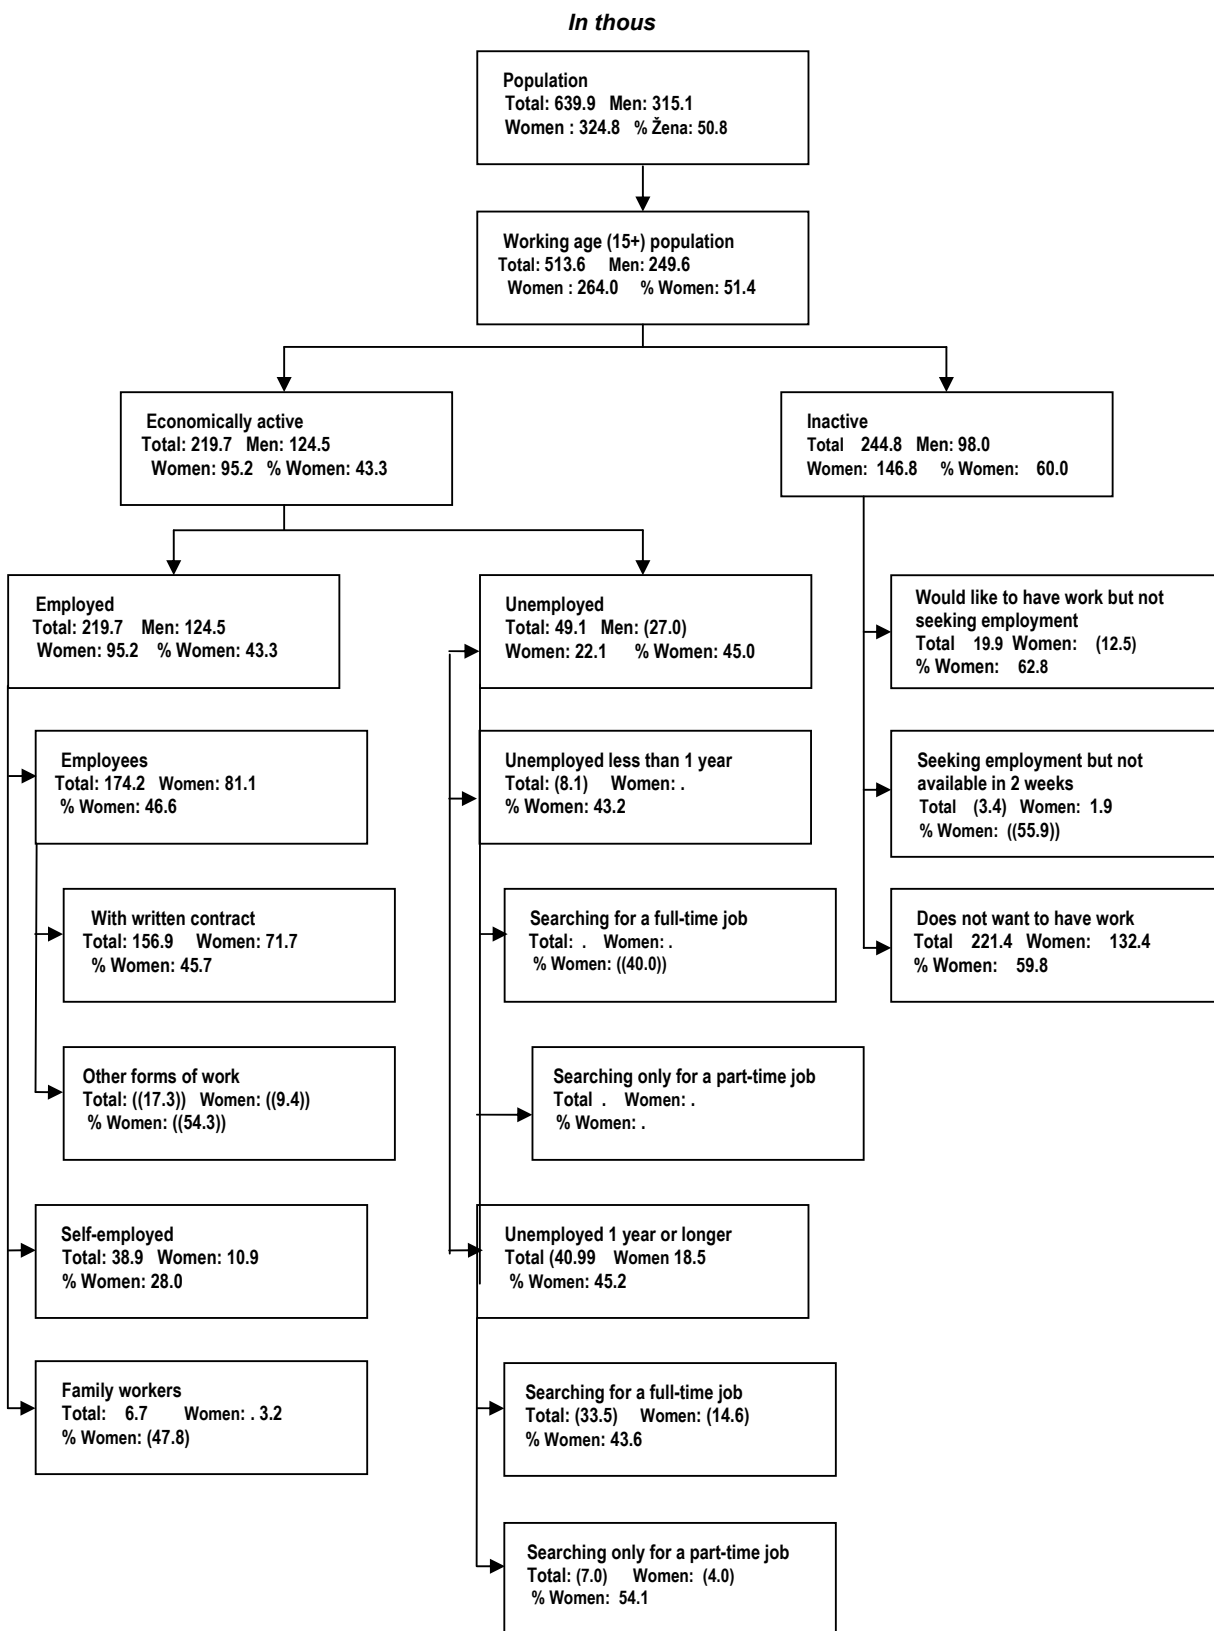 In thous
Population
Total: 639.9 Men: 315.1
Women : 324.8 % Žena: 50.8
Working age (15+) population
Total: 513.6 Men: 249.6
Women : 264.0 % Women: 51.4
Economically active
Total: 219.7 Men: 124.5
Women: 95.2 % Women: 43.3
Inactive
Total 244.8 Men: 98.0
Women: 146.8 % Women: 60.0
Employed
Total: 219.7 Men: 124.5
Women: 95.2 % Women: 43.3
Unemployed
Total: 49.1 Men: (27.0)
Women: 22.1 % Women: 45.0
Would like to have work but not
seeking employment
Total 19.9 Women: (12.5)
% Women: 62.8
Employees
Total: 174.2 Women: 81.1
% Women: 46.6
Unemployed less than 1 year
Total: (8.1) Women: .
% Women: 43.2
Seeking employment but not
available in 2 weeks
Total (3.4) Women: 1.9
% Women: ((55.9))
With written contract
Total: 156.9 Women: 71.7
% Women: 45.7
Searching for a full-time job
Total: . Women: .
% Women: ((40.0))
Does not want to have work
Total 221.4 Women: 132.4
% Women: 59.8
Other forms of work
Total: ((17.3)) Women: ((9.4))
% Women: ((54.3))
Searching only for a part-time job
Total . Women: .
% Women: .
Self-employed
Total: 38.9 Women: 10.9
% Women: 28.0
Unemployed 1 year or longer
Total (40.99 Women 18.5
% Women: 45.2
Family workers
Total: 6.7 Women: . 3.2
% Women: (47.8)
Searching for a full-time job
Total: (33.5) Women: (14.6)
% Women: 43.6
Searching only for a part-time job
Total: (7.0) Women: (4.0)
% Women: 54.1